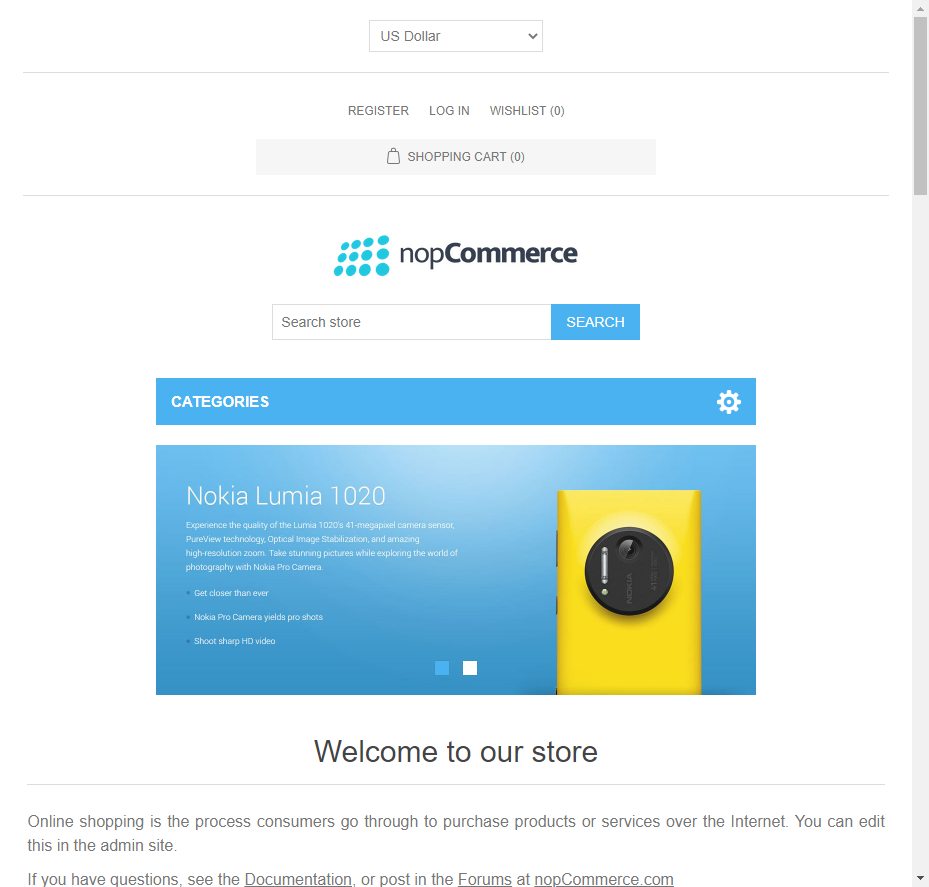 US Dollar
REGISTER LOG IN WISHLIST (0)
SHOPPING CART (0)
nopCommerce
Search store SEARCH
CATEGORIES
Nokia Lumia 1020
Experience the quality of the Lumia 1020's 41-megapixel camera sensor,
PureView technology, Optical Image Stabilization, and amazing
high-resolution zoom. Take stunning pictures while exploring the world of
photography with Nokia Pro Camera.
Get closer than ever
Nokia Pro Camera yields pro shots
Shoot sharp HD video
NOKIA
Welcome to our store
Online shopping is the process consumers go through to purchase products or services over the Internet. You can edit
this in the admin site.
If you have questions, see the Documentation, or post in the Forums at nopCommerce.com